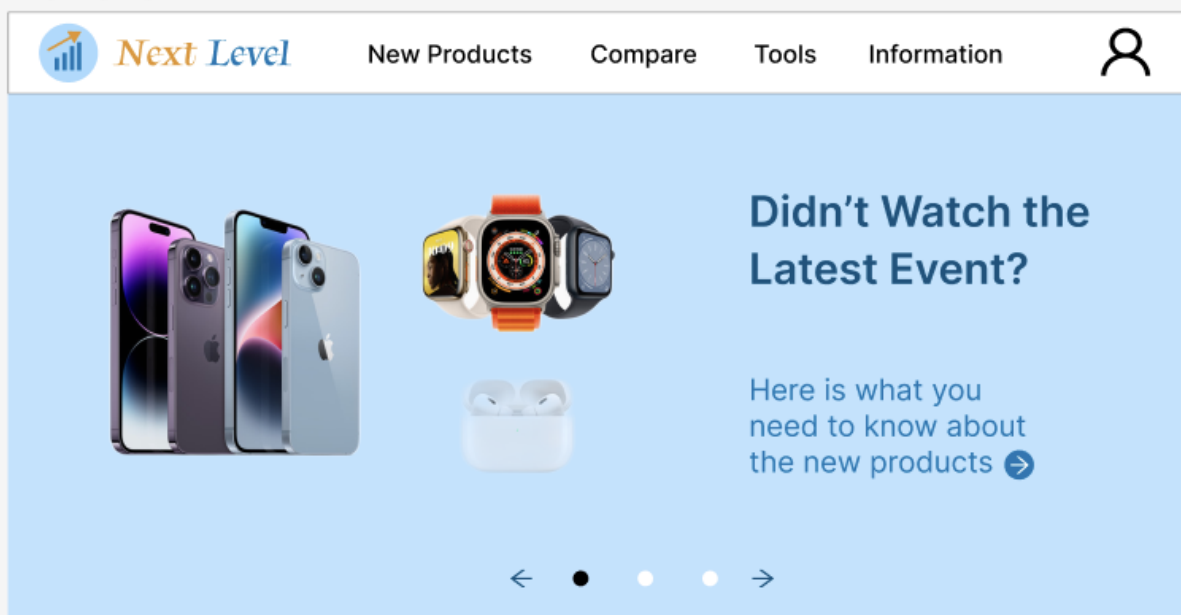 Next Level
New Products
Compare
Tools
Information
Didn’t Watch the
Latest Event?
Here is what you
need to know about
the new products